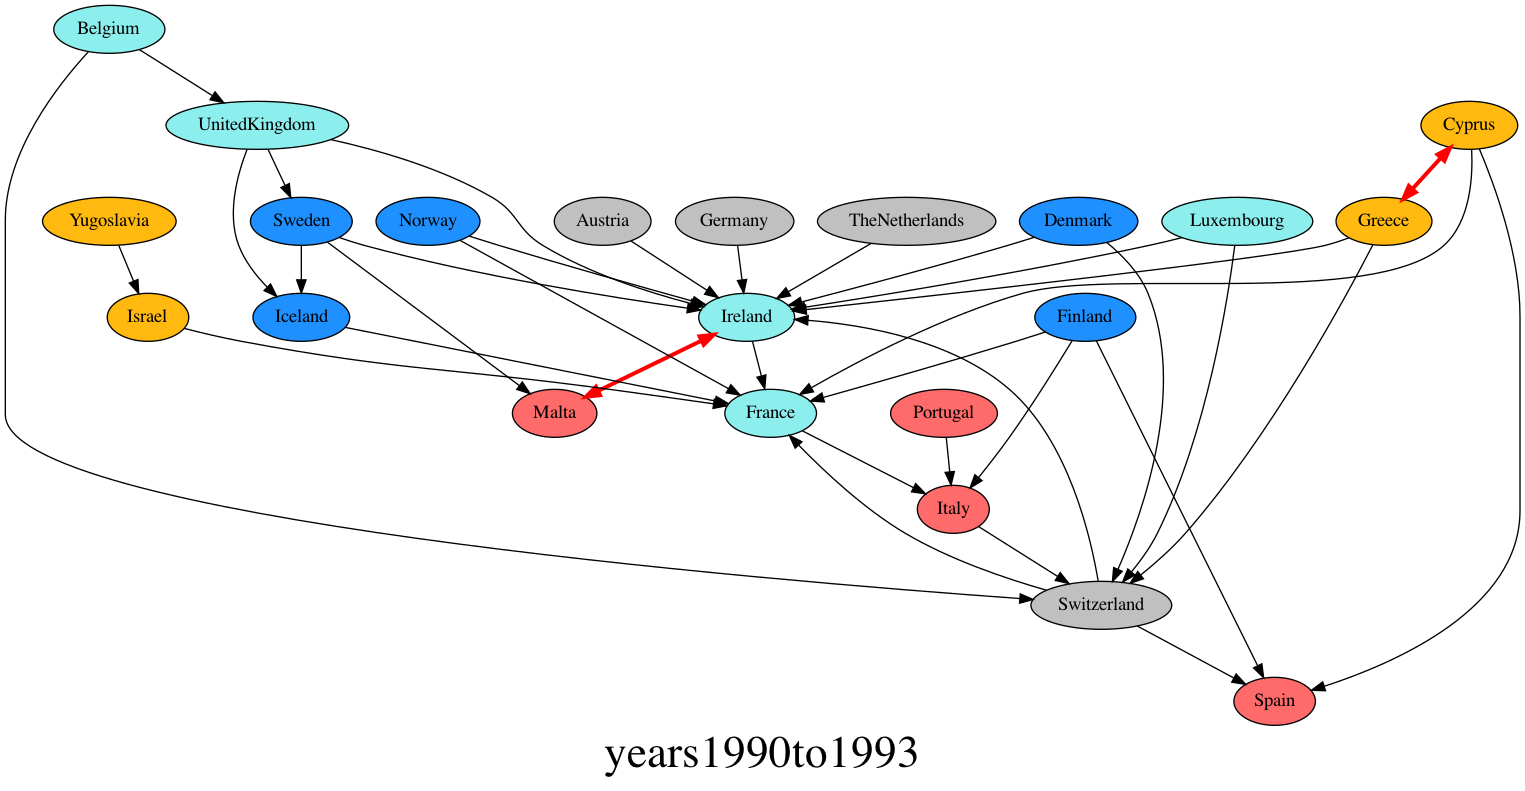 Belgium
UnitedKingdom
Cyprus
Yugoslavia
Sweden
Norway
Austria
Germany
TheNetherlands
Denmark
Luxembourg
Greece
Israel
Iceland
Ireland
Finland
Malta
France
Portugal
Italy
Switzerland
Spain
years1990to1993